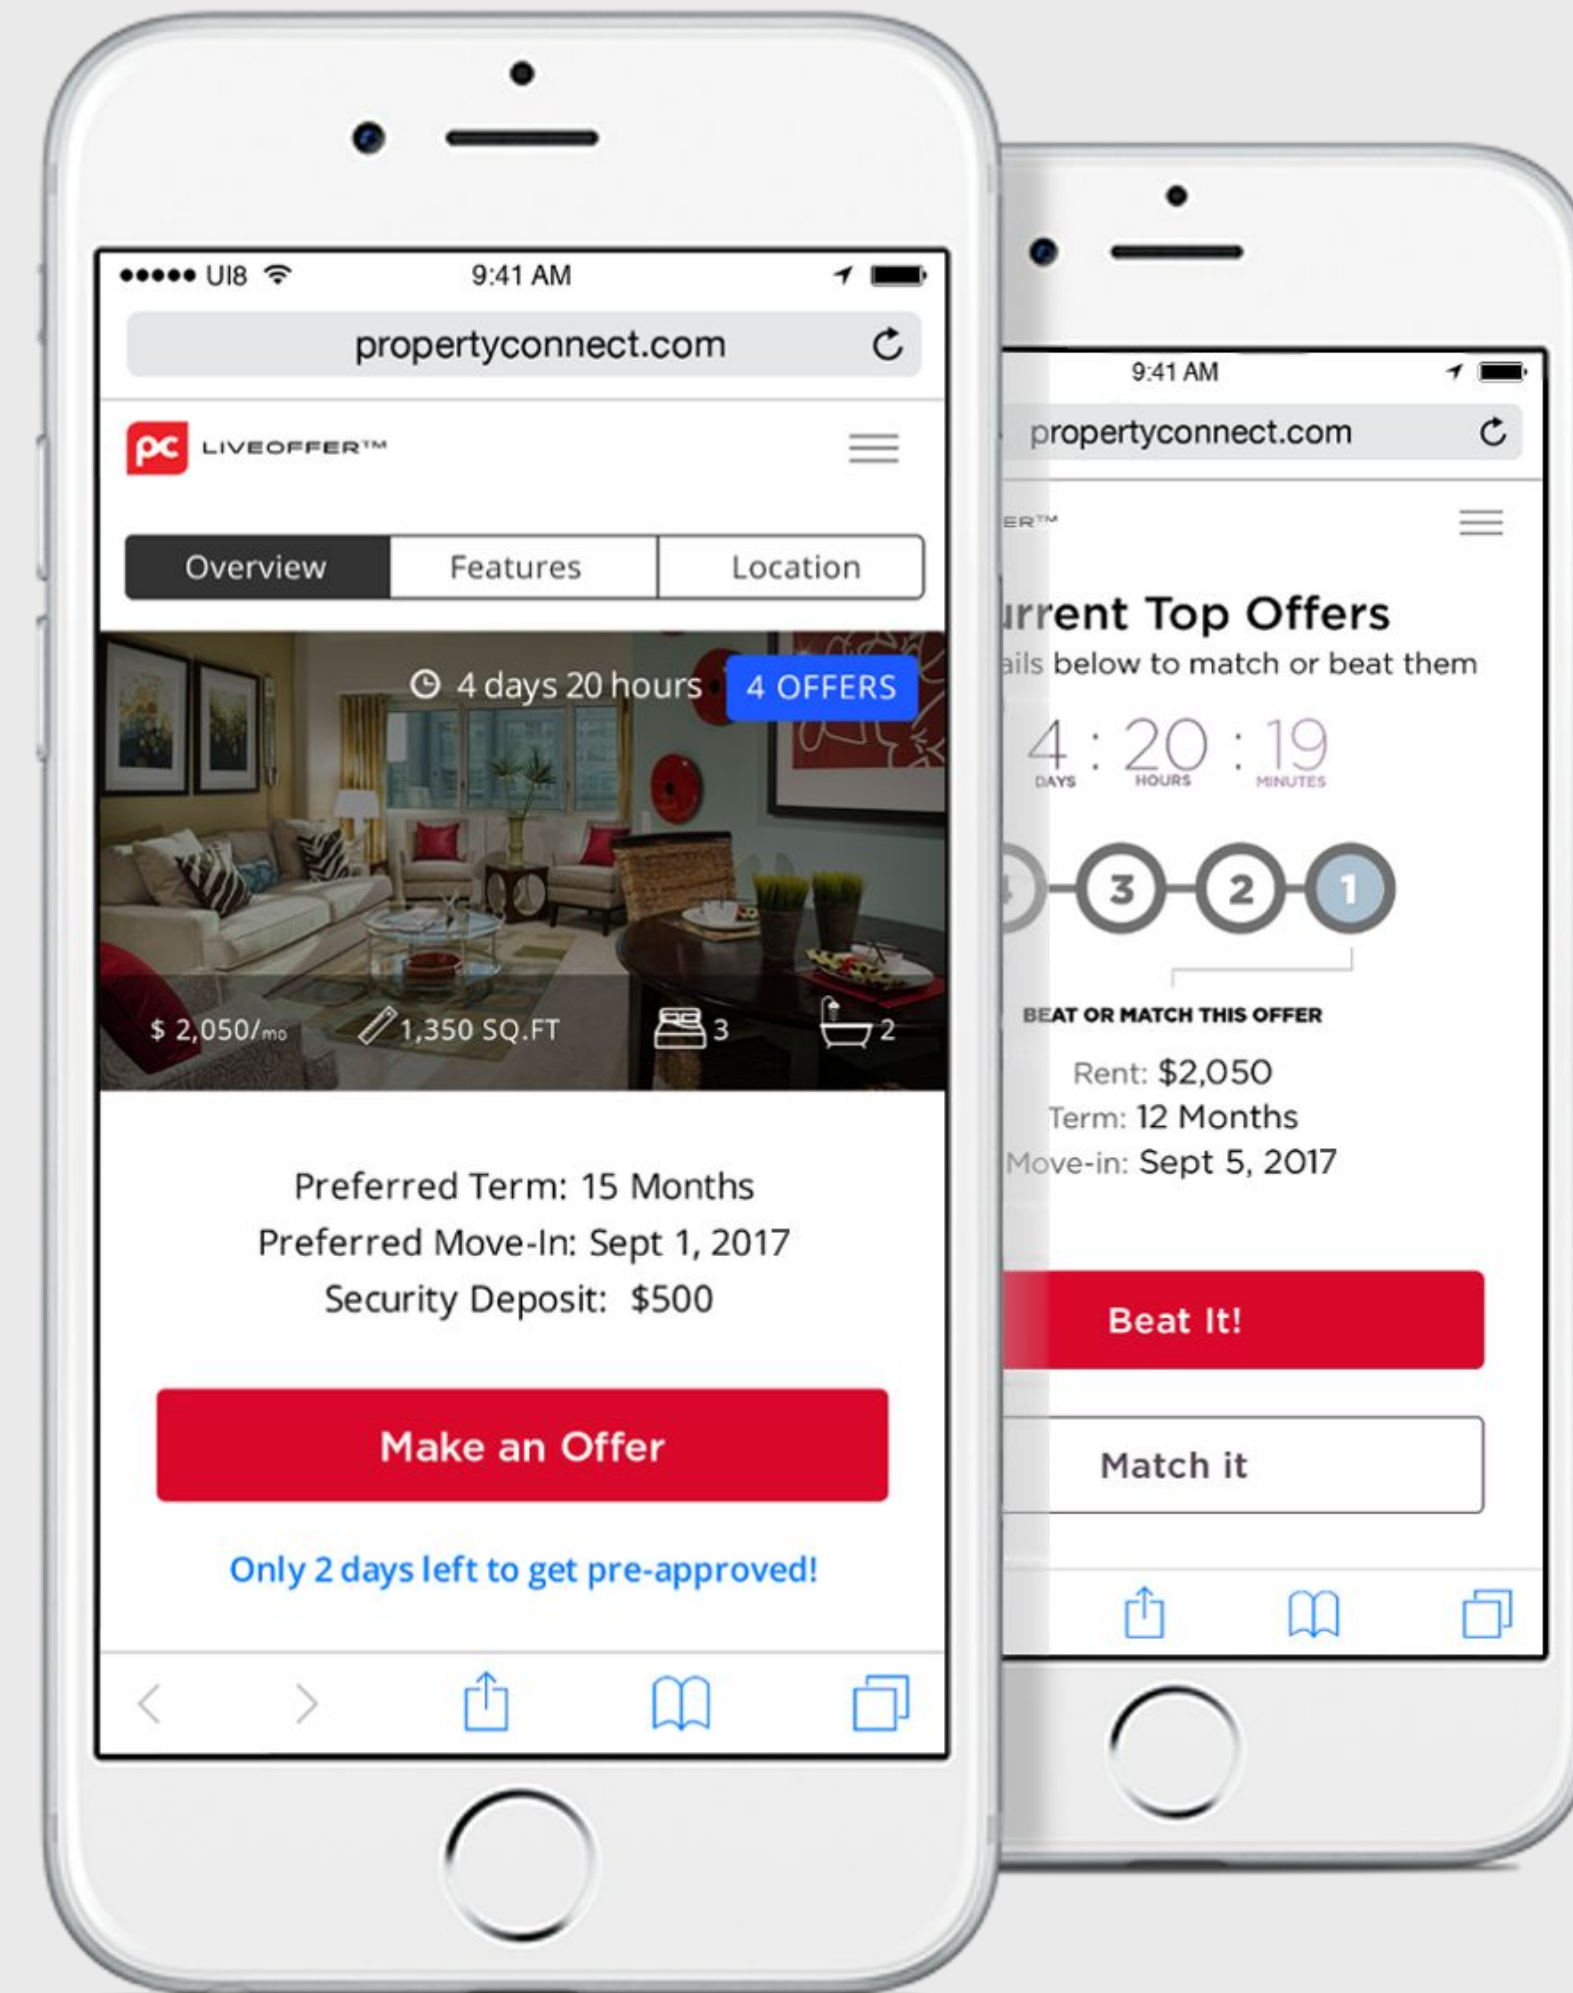 UI8 9:41 AM
propertyconnect.com
pc LIVEOFFER™
Overview Features Location
4 days 20 hours 4 OFFERS
$ 2,050/mo 1,350 SQ.FT 3 2
Preferred Term: 15 Months
Preferred Move-In: Sept 1, 2017
Security Deposit: $500
Make an Offer
Only 2 days left to get pre-approved!
9:41 AM
propertyconnect.com
ER™
rrent Top Offers
ails below to match or beat them
4 : 20 : 19
DAYS HOURS MINUTES
4 3 2 1
BEAT OR MATCH THIS OFFER
Rent: $2,050
Term: 12 Months
Move-in: Sept 5, 2017
Beat It!
Match it